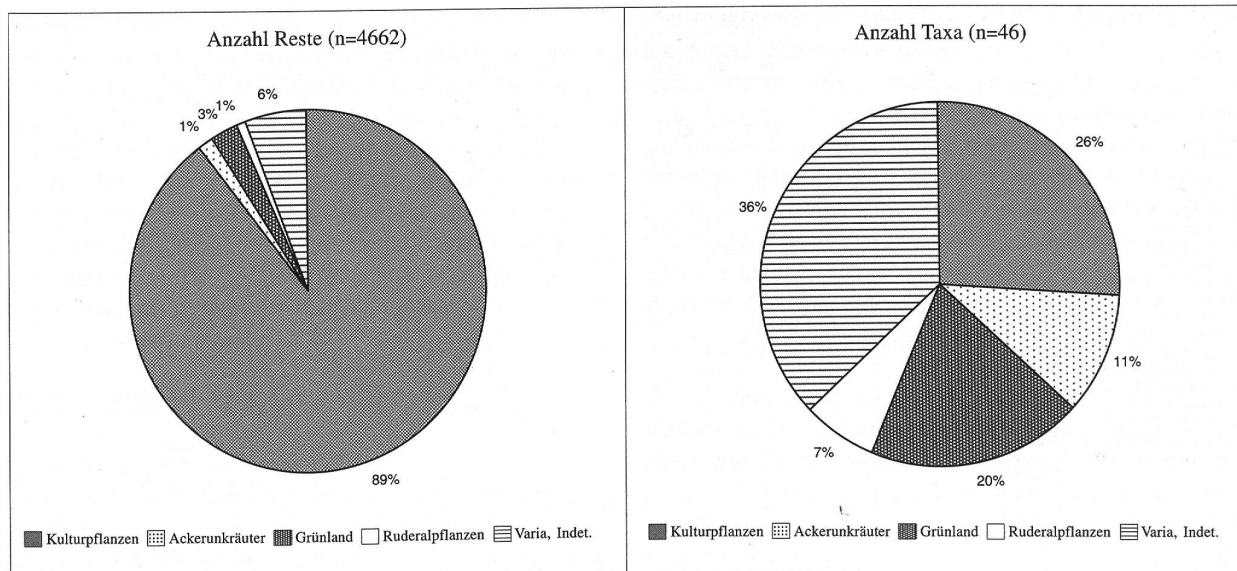 Anzahl Reste (n=4662)
6%
1%
3%
1%
89%
Kulturpflanzen Ackerunkräuter Grünland Ruderalpflanzen Varia, Indet.
Anzahl Taxa (n=46)
26%
36%
11%
7%
20%
Kulturpflanzen Ackerunkräuter Grünland Ruderalpflanzen Varia, Indet.